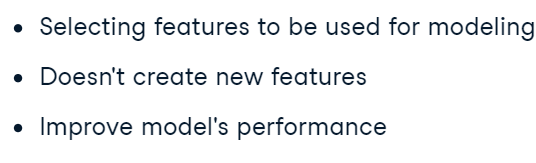 • Selecting features to be used for modeling
• Doesn't create new features
• Improve model's performance